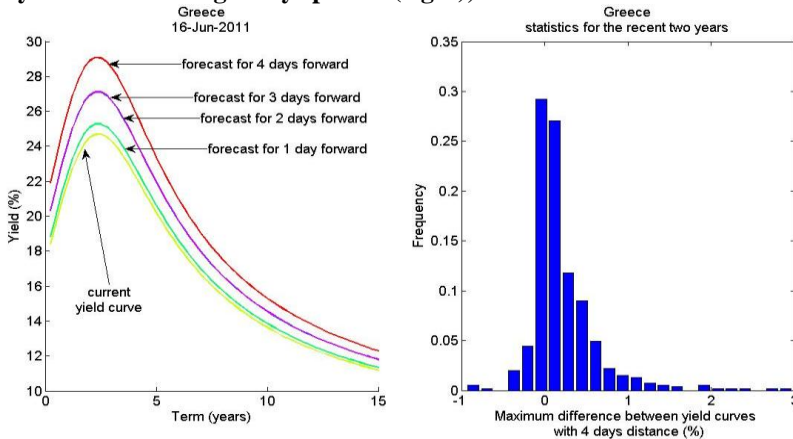 Greece
16-Jun-2011
30
28
26
24
22
20
18
16
14
12
10
Yield (%)
forecast for 4 days forward
forecast for 3 days forward
forecast for 2 days forward
forecast for 1 day forward
current
yield curve
0
5
10
15
Term (years)
Greece
statistics for the recent two years
0.35
0.3
0.25
0.2
0.15
0.1
0.05
0
Frequency
-1
0
1
2
3
Maximum difference between yield curves
with 4 days distance (%)